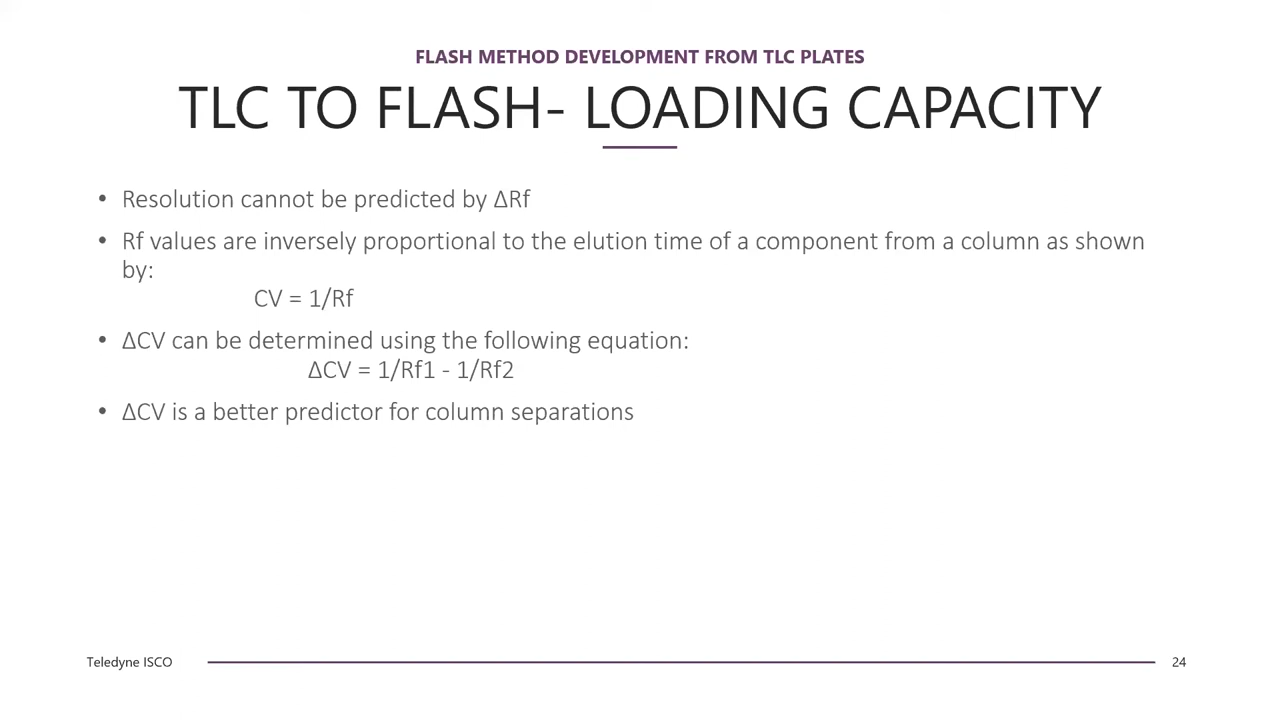 FLASH METHOD DEVELOPMENT FROM TLC PLATES
TLC TO FLASH- LOADING CAPACITY
• Resolution cannot be predicted by ΔRf
• Rf values are inversely proportional to the elution time of a component from a column as shown
by:
CV = 1/Rf
• ΔCV can be determined using the following equation:
ΔCV = 1/Rf1 - 1/Rf2
• ΔCV is a better predictor for column separations
Teledyne ISCO
24